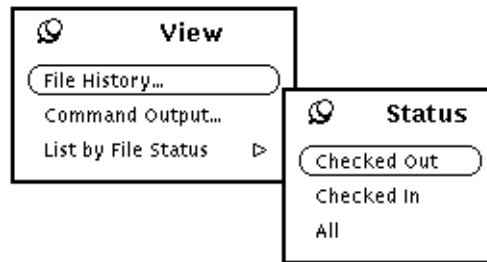 View
File History...
Command Output...
List by File Status
Status
Checked Out
Checked In
All